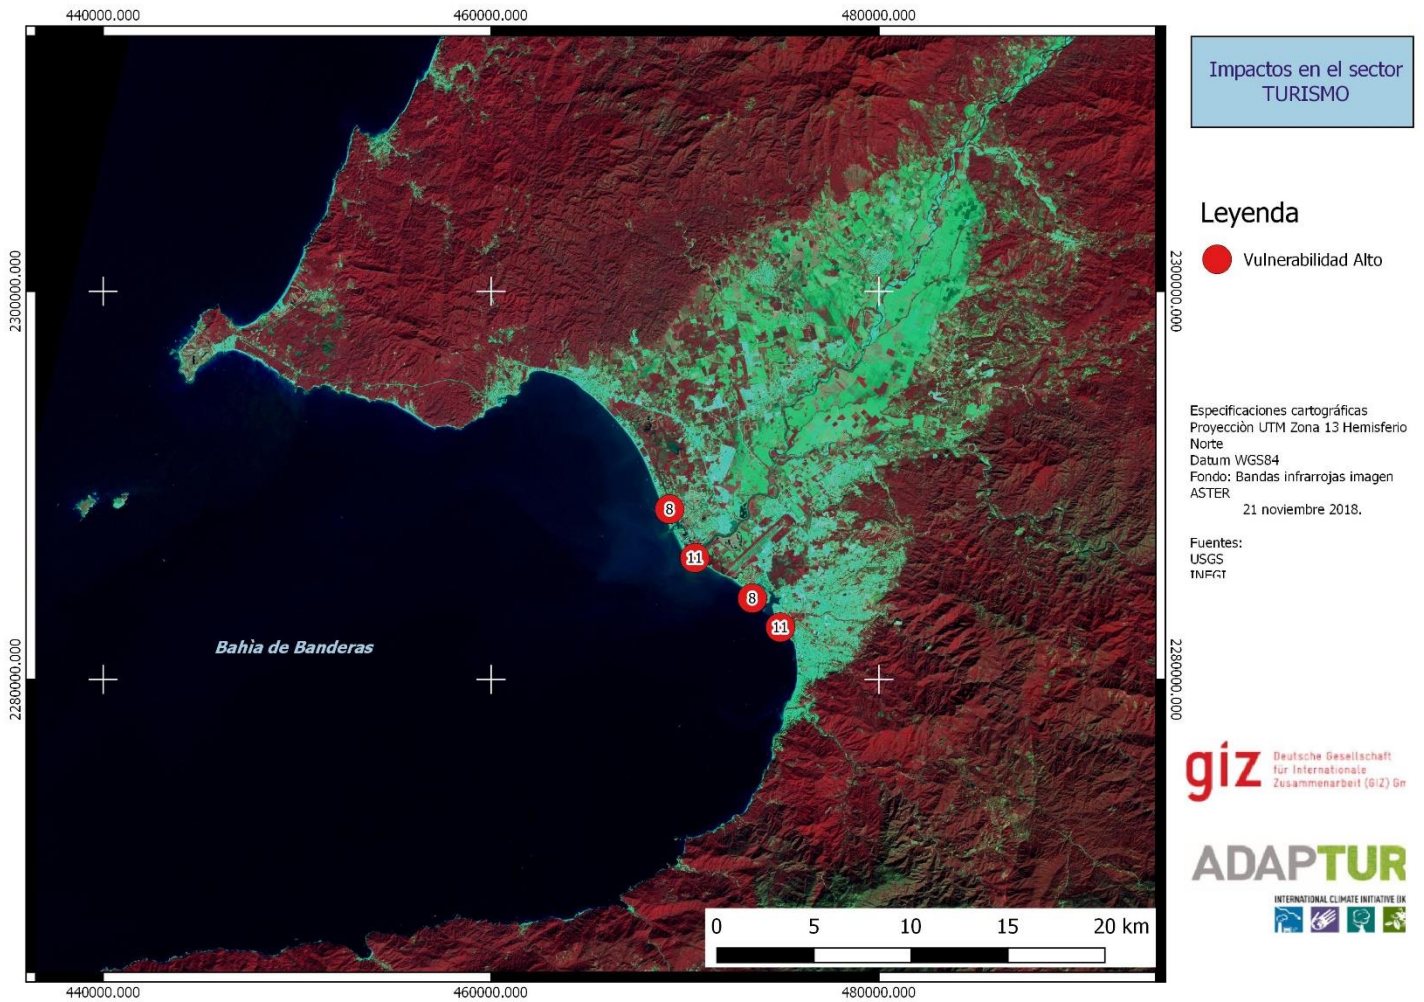 440000.000
460000.000
480000.000
2300000.000
2300000.000
2280000.000
2280000.000
8
11
8
11
Bahìa de Banderas
0 5 10 15 20 km
440000.000
460000.000
480000.000
Impactos en el sector
TURISMO
Leyenda
Vulnerabilidad Alto
Especificaciones cartográficas
Proyecciòn UTM Zona 13 Hemisferio
Norte
Datum WGS84
Fondo: Bandas infrarrojas imagen
ASTER
21 noviembre 2018.
Fuentes:
USGS
INEGI
giz
Deutsche Gesellschaft
für Internationale
Zusammenarbeit (GIZ) Gm
ADAPTUR
INTERNATIONAL CLIMATE INITIATIVE (IK